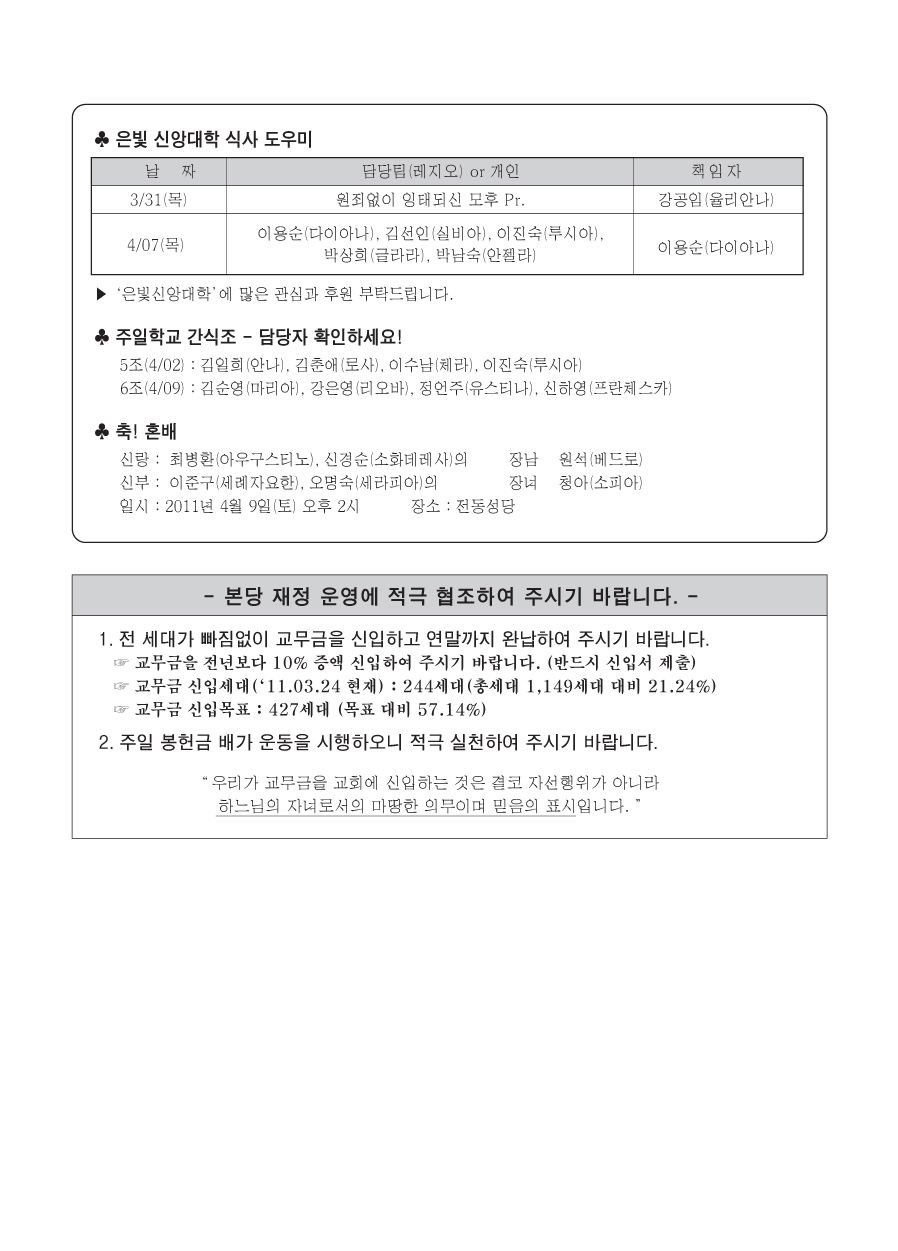 ♣ 은빛 신앙대학 식사 도우미
날 짜 담당팀(레지오) or 개인 책임자
3/31(목) 원죄없이 잉태되신 모후 Pr. 강공임(율리안나)
4/07(목) 이용순(다이아나), 김선인(실비아), 이진숙(루시아), 이용순(다이아나)
박상희(글라라), 박남숙(안젤라)
▶ ‘은빛신앙대학’에 많은 관심과 후원 부탁드립니다.
♣ 주일학교 간식조 - 담당자 확인하세요!
5조(4/02) : 김일희(안나), 김춘애(로사), 이수남(체라), 이진숙(루시아)
6조(4/09) : 김순영(마리아), 강은영(리오바), 정언주(유스티나), 신하영(프란체스카)
♣ 축! 혼배
신랑 : 최병환(아우구스티노), 신경순(소화데레사)의 장남 원석(베드로)
신부 : 이준구(세례자요한), 오명숙(세라피아)의 장녀 청아(소피아)
일시 : 2011년 4월 9일(토) 오후 2시 장소 : 전동성당
- 본당 재정 운영에 적극 협조하여 주시기 바랍니다. -
1. 전 세대가 빠짐없이 교무금을 신입하고 연말까지 완납하여 주시기 바랍니다.
☞ 교무금을 전년보다 10% 증액 신입하여 주시기 바랍니다. (반드시 신입서 제출)
☞ 교무금 신입세대(‘11.03.24 현재) : 244세대(총세대 1,149세대 대비 21.24%)
☞ 교무금 신입목표 : 427세대 (목표 대비 57.14%)
2. 주일 봉헌금 배가 운동을 시행하오니 적극 실천하여 주시기 바랍니다.
“ 우리가 교무금을 교회에 신입하는 것은 결코 자선행위가 아니라
하느님의 자녀로서의 마땅한 의무이며 믿음의 표시입니다. ”